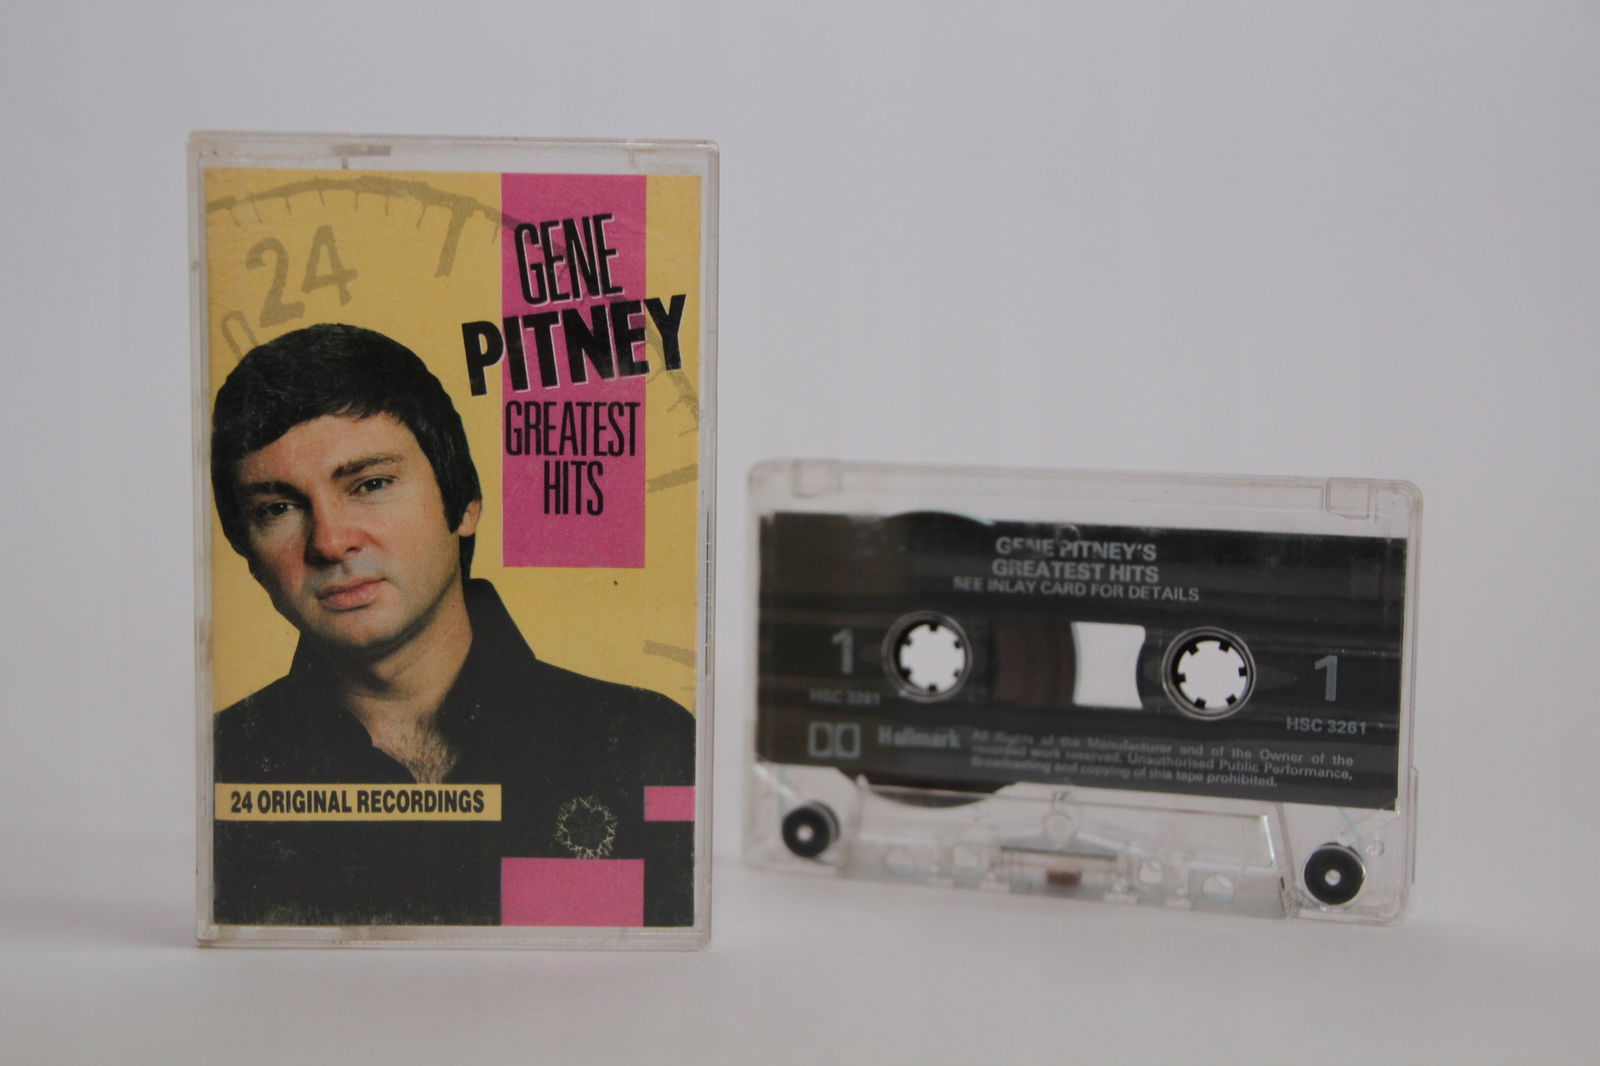 24
GENE
PITNEY
GREATEST
HITS
24 ORIGINAL RECORDINGS
GENE PITNEY'S
GREATEST HITS
SEE INLAY CARD FOR DETAILS
1
1
HSC 3261
HSC 3261
Hallmark
All Rights of the Manufacturer and of the Owner of the
recorded work reserved. Unauthorised Public Performance,
Broadcasting and copying of this tape prohibited.